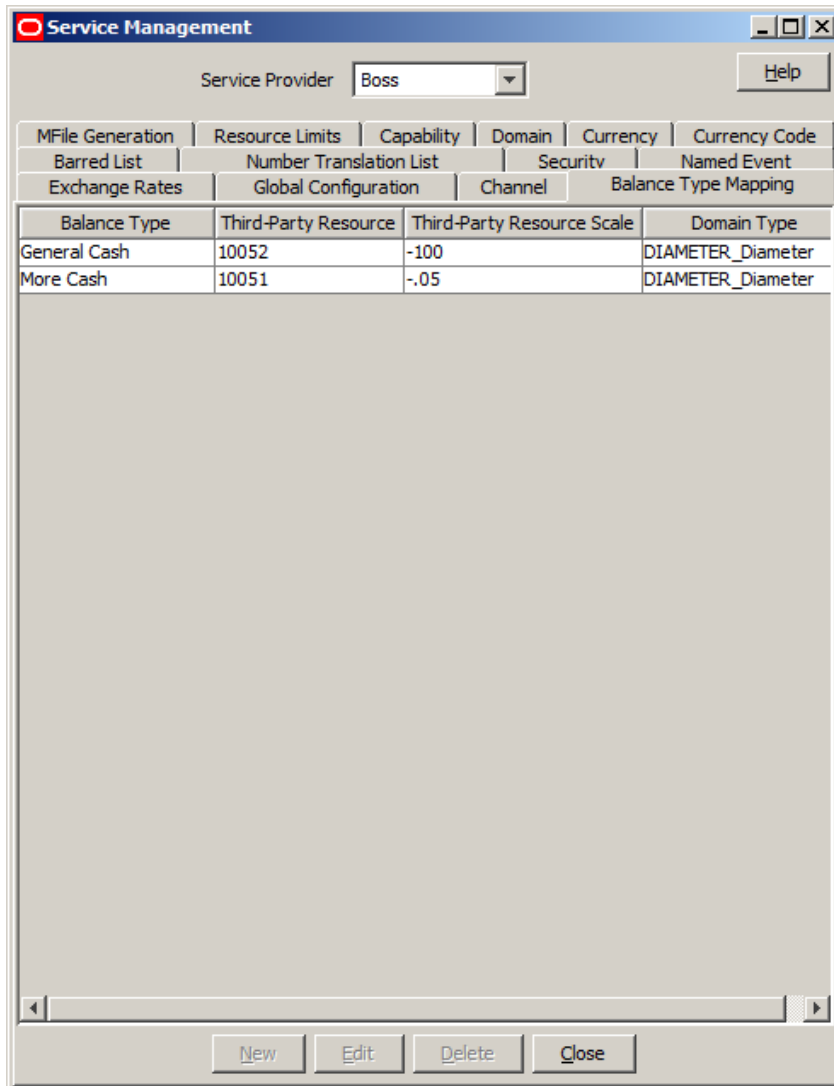 Service Management
Service Provider Boss Help
MFile Generation Resource Limits Capability Domain Currency Currency Code
Barred List Number Translation List Security Named Event
Exchange Rates Global Configuration Channel Balance Type Mapping
Balance Type Third-Party Resource Third-Party Resource Scale Domain Type
General Cash 10052 -100 DIAMETER_Diameter
More Cash 10051 -.05 DIAMETER_Diameter
New Edit Delete Close